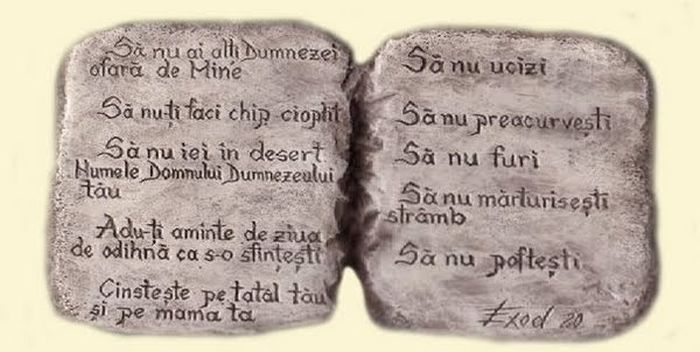 Să nu ai alți Dumnezei
afară de Mine
Să nu-ți faci chip cioplit
Să nu iei în desert
Numele Domnului Dumnezeului
tău
Adu-ți aminte de ziua
de odihnă ca s-o sfințești
Cinstește pe tatăl tău
și pe mama ta
Să nu ucizi
Să nu preacurvești
Să nu furi
Să nu mărturisești
strâmb
Să nu poftești
Exod 20